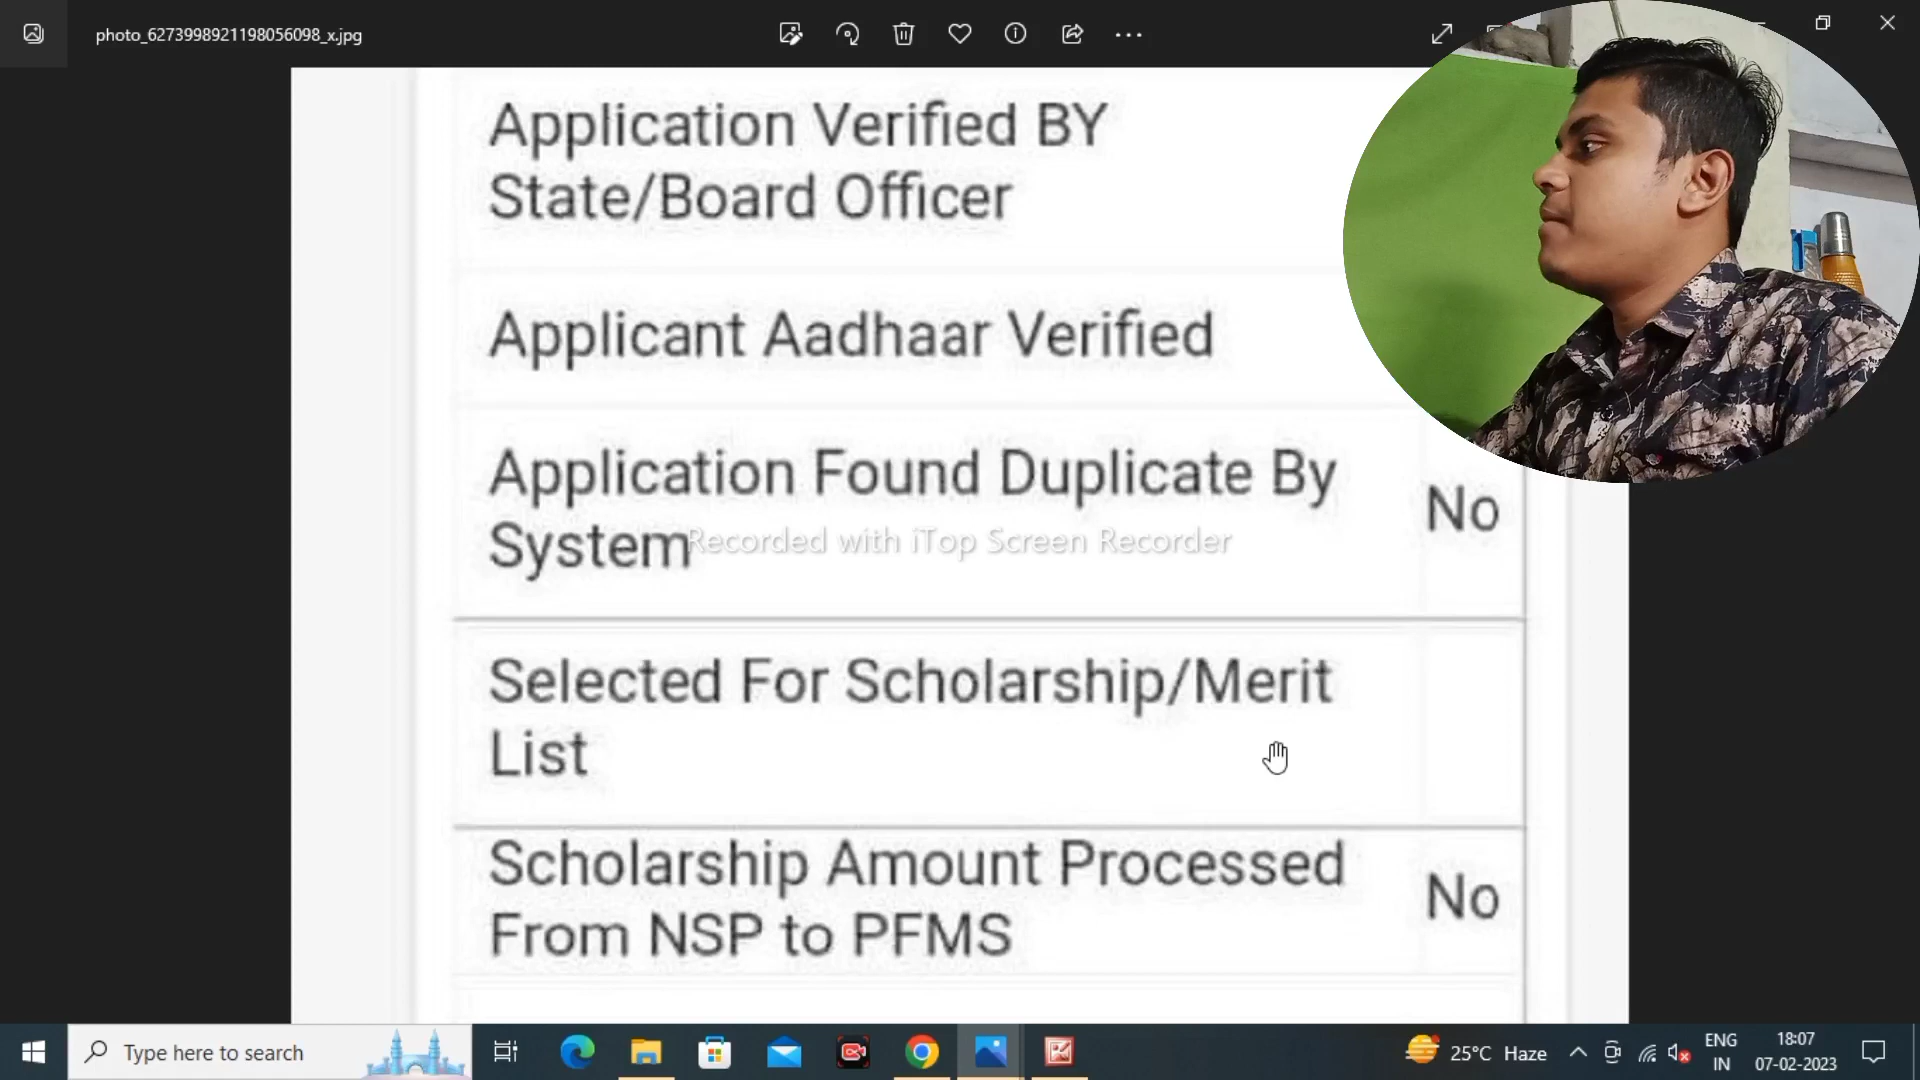 photo_6273998921198056098_x.jpg
Application Verified BY
State/Board Officer
Applicant Aadhaar Verified
Application Found Duplicate By
System
No
Recorded with iTop Screen Recorder
Selected For Scholarship/Merit
List
Scholarship Amount Processed
From NSP to PFMS
No
Type here to search
25°C Haze
ENG
IN
18:07
07-02-2023